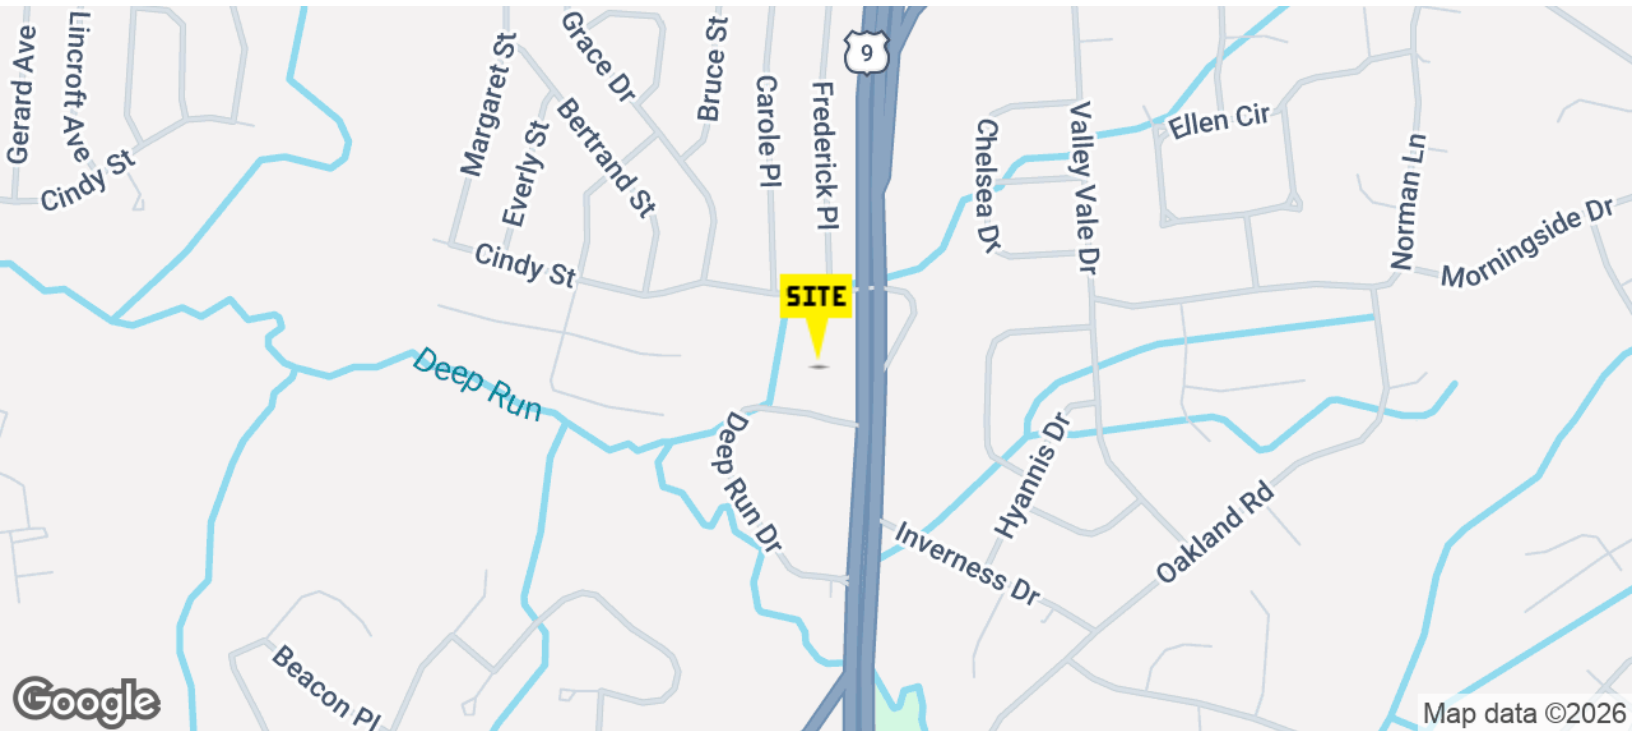 Gerard Ave
Lincroft Ave
Cindy St
Margaret St
Everly St
Bertrand St
Grace Dr
Bruce St
Carole Pl
Frederick Pl
9
Chelsea Dr
Valley Vale Dr
Ellen Cir
Norman Ln
Morningside Dr
Cindy St
SITE
Deep Run
Deep Run Dr
Hyannis Dr
Inverness Dr
Oakland Rd
Beacon Pl
Google
Map data ©2026